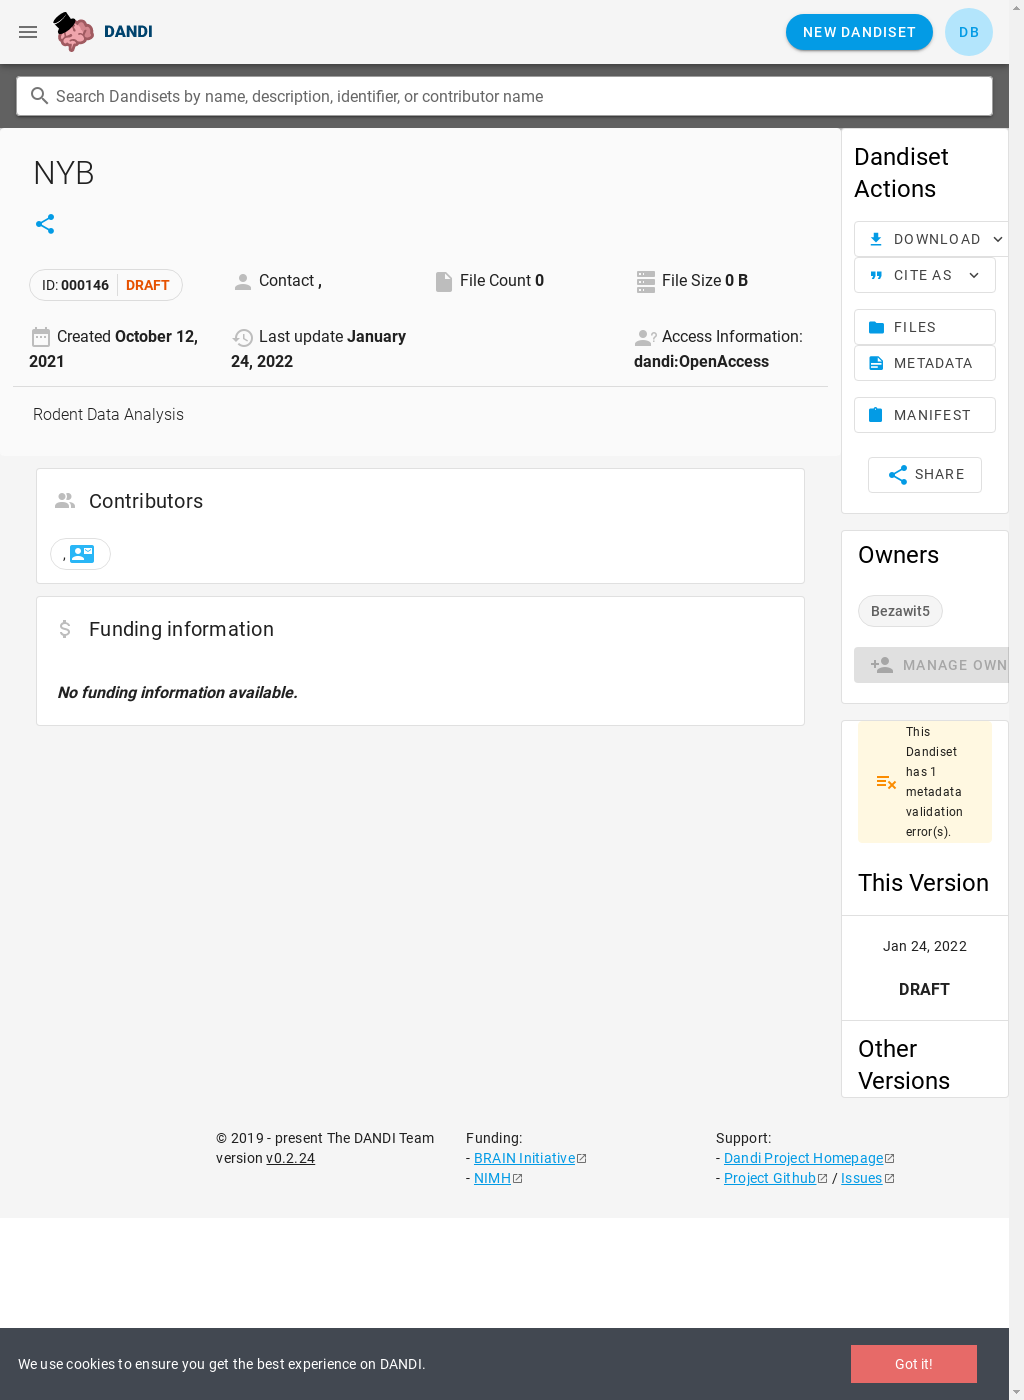 DANDI
NEW DANDISET
DB
Search Dandisets by name, description, identifier, or contributor name
NYB
ID: 000146 DRAFT
Contact ,
File Count 0
File Size 0 B
Created October 12, 2021
Last update January 24, 2022
Access Information: dandi:OpenAccess
Rodent Data Analysis
Contributors
,
Funding information
No funding information available.
Dandiset
Actions
DOWNLOAD
CITE AS
FILES
METADATA
MANIFEST
SHARE
Owners
Bezawit5
MANAGE OWN
This
Dandiset
has 1
metadata
validation
error(s).
This Version
Jan 24, 2022
DRAFT
Other
Versions
© 2019 - present The DANDI Team
version v0.2.24
Funding:
- BRAIN Initiative
- NIMH
Support:
- Dandi Project Homepage
- Project Github / Issues
We use cookies to ensure you get the best experience on DANDI.
Got it!